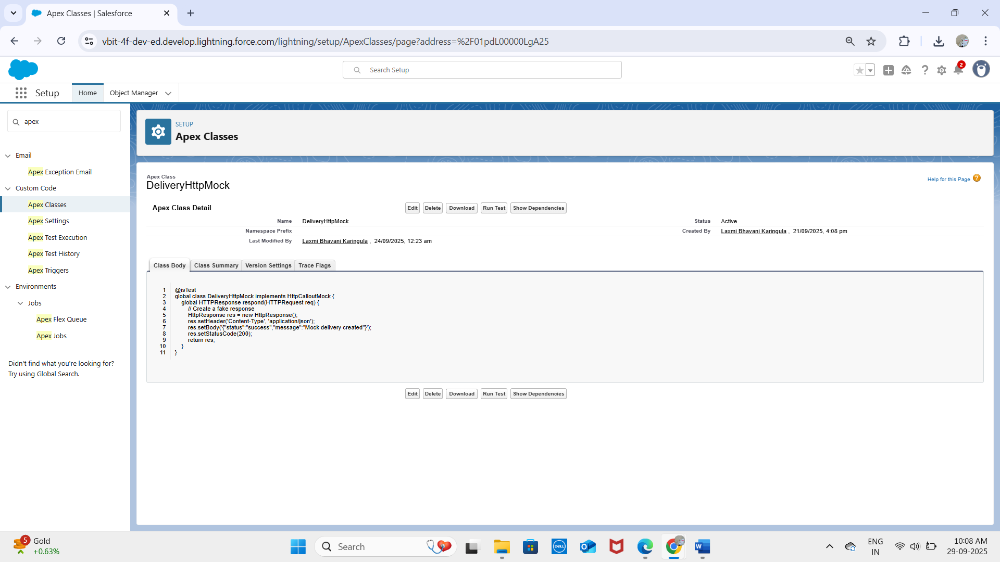 Apex Classes | Salesforce
vbit-4f-dev-ed.develop.lightning.force.com/lightning/setup/ApexClasses/page?address=%2F01pdL00000LgA25
Search Setup
2
Setup
Home
Object Manager
apex
Email
Apex Exception Email
Custom Code
Apex Classes
Apex Settings
Apex Test Execution
Apex Test History
Apex Triggers
Environments
Jobs
Apex Flex Queue
Apex Jobs
Didn't find what you're looking for?
Try using Global Search.
SETUP
Apex Classes
Apex Class
DeliveryHttpMock
Help for this Page ?
Apex Class Detail
Edit Delete Download Run Test Show Dependencies
Name DeliveryHttpMock Status Active
Namespace Prefix Created By Laxmi Bhavani Karingula , 21/09/2025, 4:08 pm
Last Modified By Laxmi Bhavani Karingula , 24/09/2025, 12:23 am
Class Body Class Summary Version Settings Trace Flags
1 @isTest
2 global class DeliveryHttpMock implements HttpCalloutMock {
3 global HTTPResponse respond(HTTPRequest req) {
4 // Create a fake response
5 HttpResponse res = new HttpResponse();
6 res.setHeader('Content-Type', 'application/json');
7 res.setBody('{"status":"success","message":"Mock delivery created"}');
8 res.setStatusCode(200);
9 return res;
10 }
11 }
Edit Delete Download Run Test Show Dependencies
5
Gold
+0.63%
Search
DELL
W
ENG
IN
10:08 AM
29-09-2025